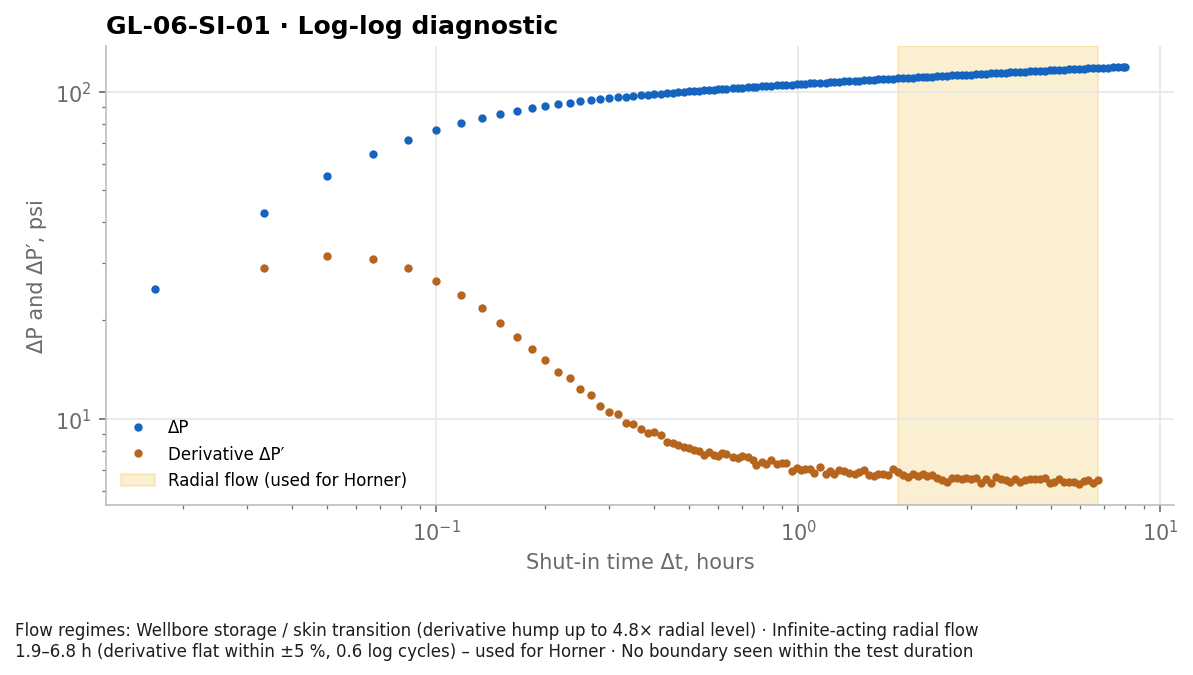 GL-06-SI-01 · Log-log diagnostic
ΔP and ΔP′, psi
10²
10¹
ΔP
Derivative ΔP′
Radial flow (used for Horner)
10⁻¹
10⁰
10¹
Shut-in time Δt, hours
Flow regimes: Wellbore storage / skin transition (derivative hump up to 4.8× radial level) · Infinite-acting radial flow
1.9–6.8 h (derivative flat within ±5 %, 0.6 log cycles) – used for Horner · No boundary seen within the test duration